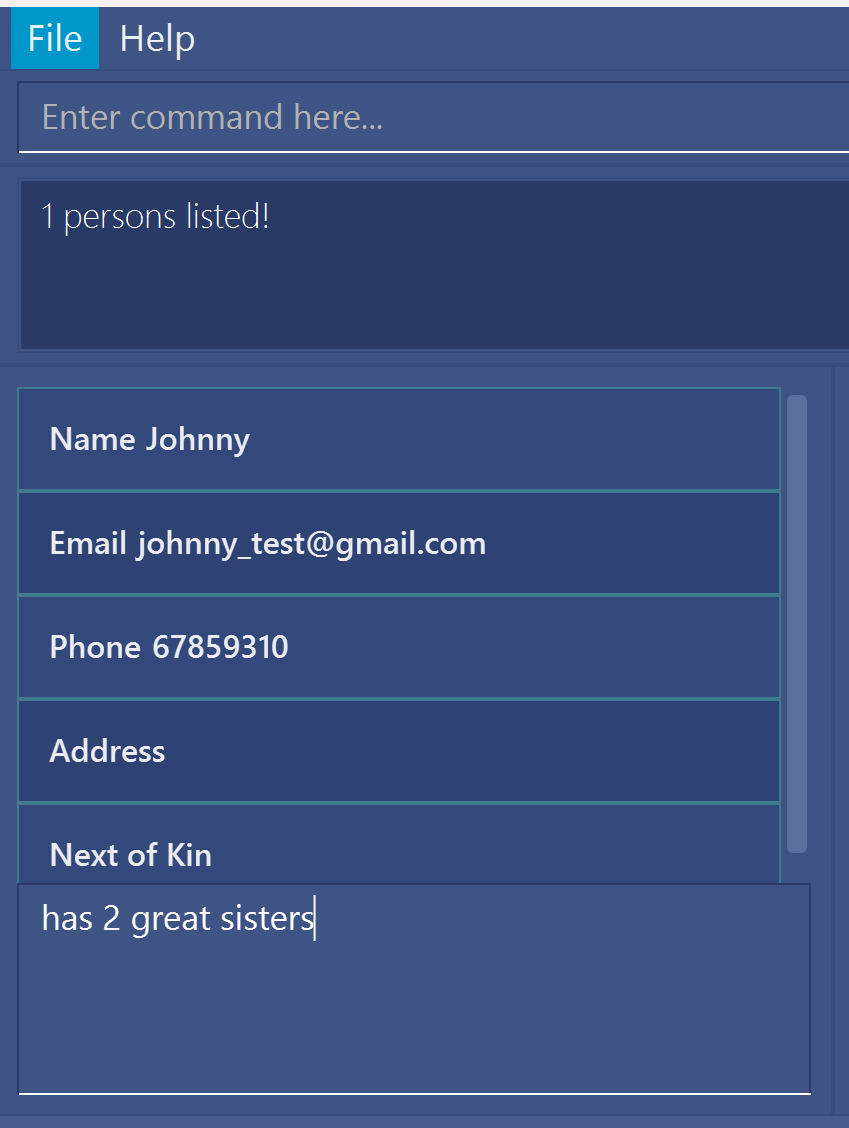 File Help
Enter command here...
1 persons listed!
Name Johnny
Email johnny_test@gmail.com
Phone 67859310
Address
Next of Kin
has 2 great sisters